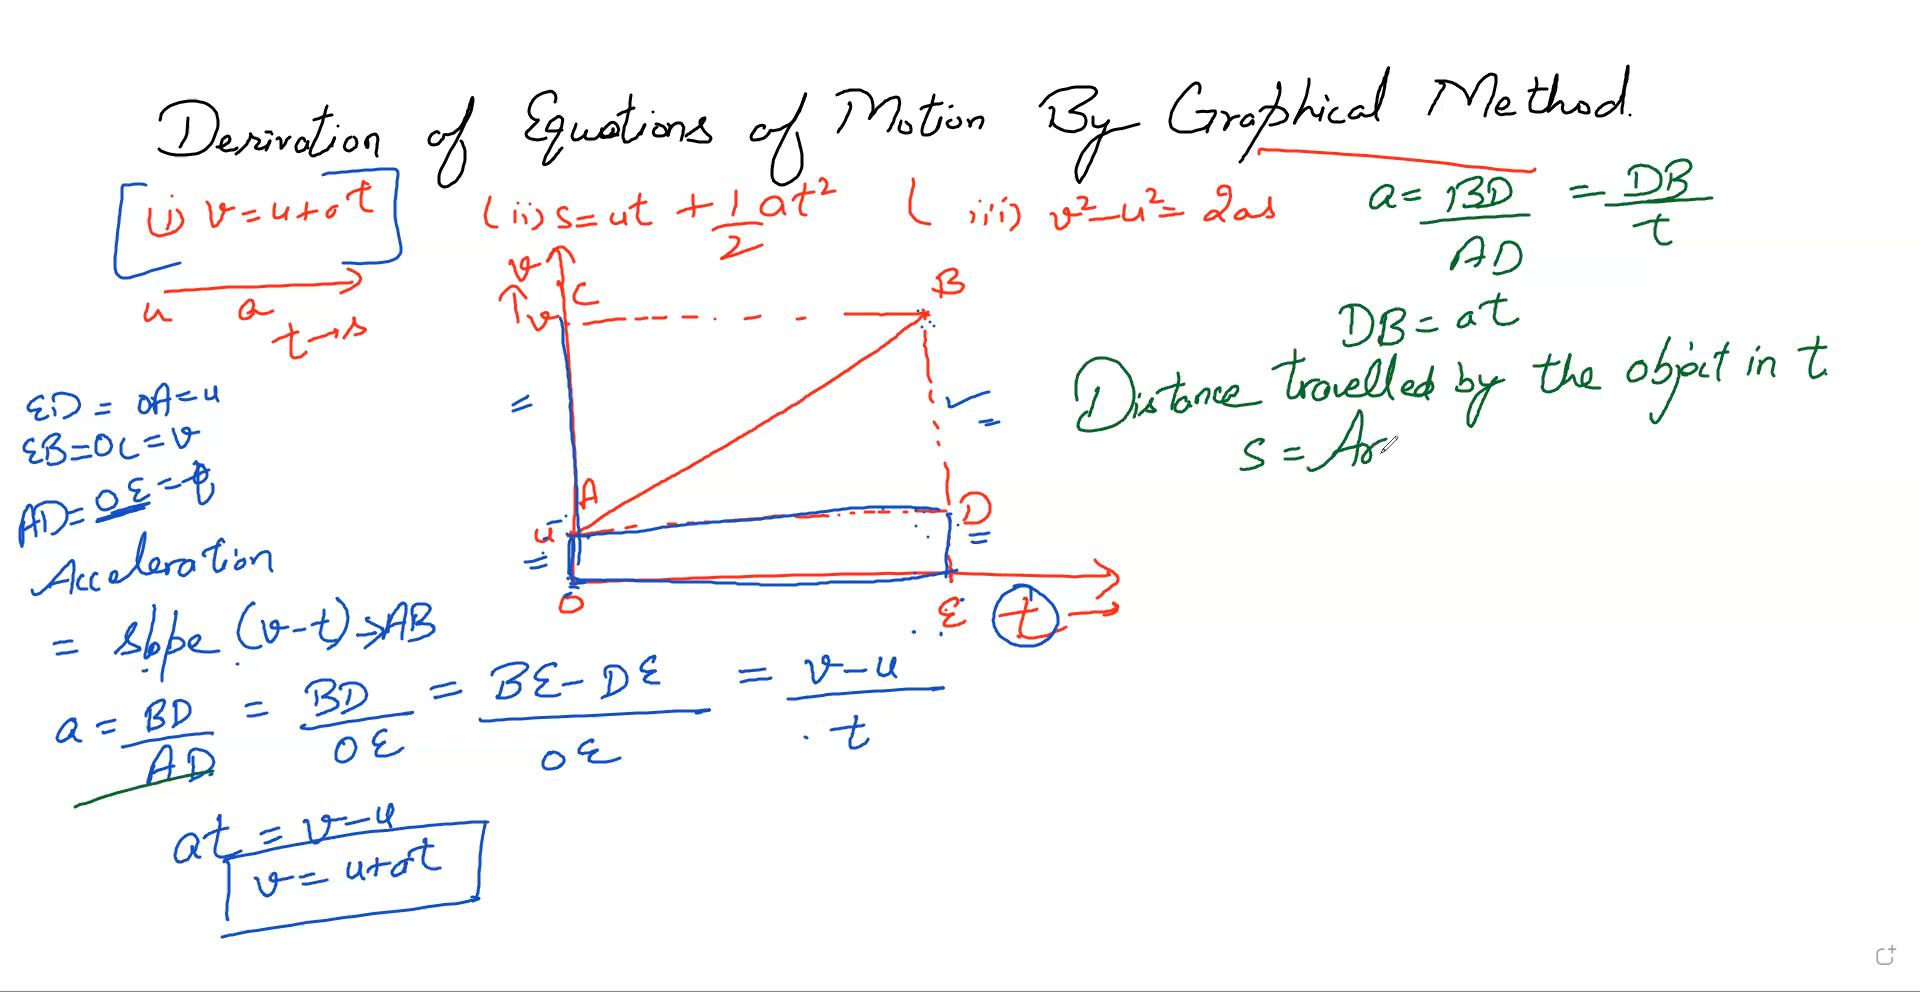 Derivation of Equations of Motion By Graphical Method.
(i) v = u + at
(ii) s = ut + 1/2 at²
(iii) v² - u² = 2as
u a
t → s
ED = OA = u
EB = OC = v
AD = OE = t
Acceleration
= slope (v-t) → AB
a = BD/AD = BD/OE = BE - DE/OE = v - u/t
at = v - u
v = u + at
v
C
v
B
A
u
D
O
E
t
a = BD/AD = DB/t
DB = at
Distance travelled by the object in t
s = Ar